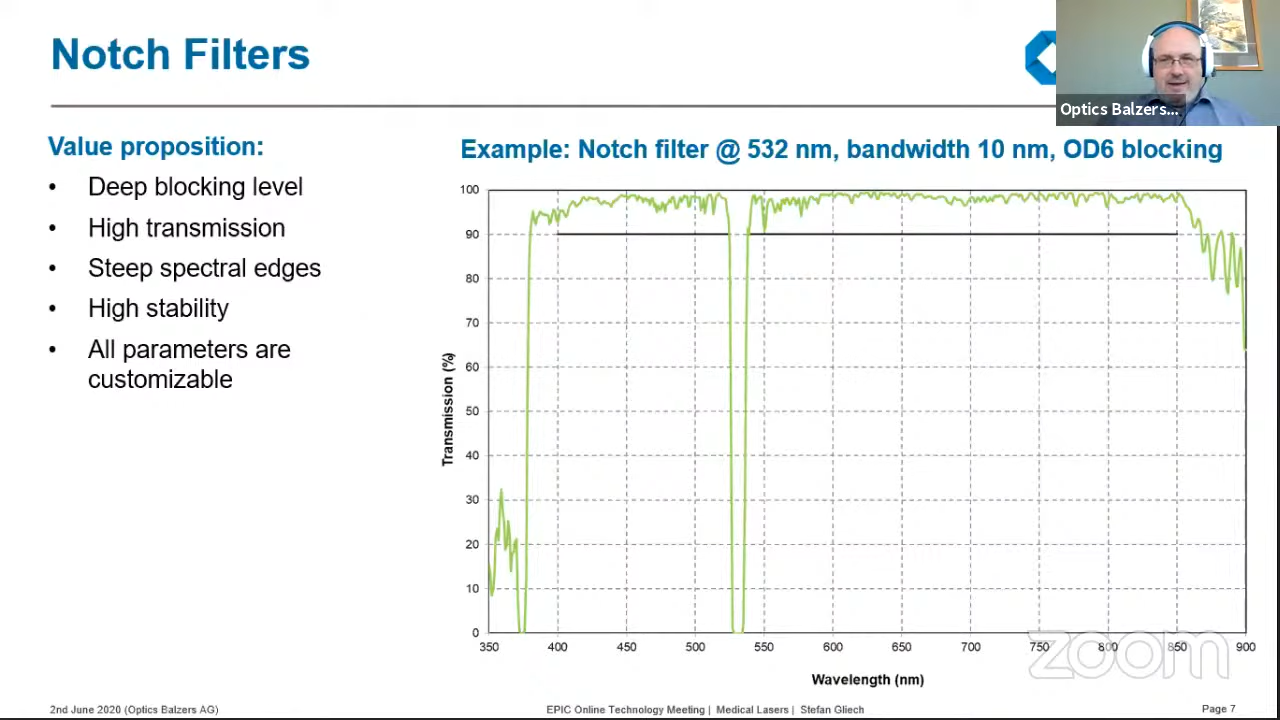 Notch Filters
Optics Balzers...
Value proposition:
• Deep blocking level
• High transmission
• Steep spectral edges
• High stability
• All parameters are
customizable
Example: Notch filter @ 532 nm, bandwidth 10 nm, OD6 blocking
100
90
80
70
60
50
40
30
20
10
0
Transmission (%)
350 400 450 500 550 600 650 700 750 800 850 900
Wavelength (nm)
zoom
2nd June 2020 (Optics Balzers AG)
EPIC Online Technology Meeting | Medical Lasers | Stefan Gliech
Page 7